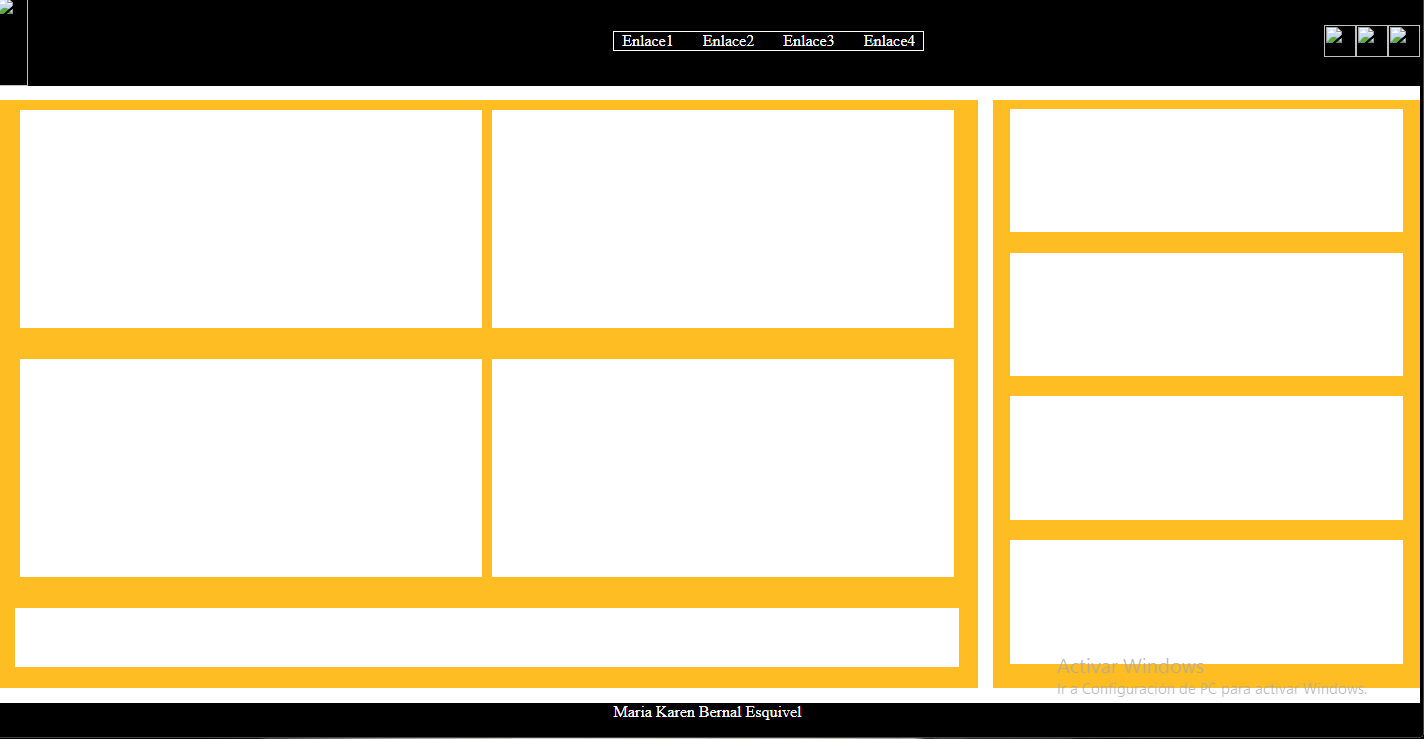 Enlace1 Enlace2 Enlace3 Enlace4
Activar Windows
Ir a Configuración de PC para activar Windows.
Maria Karen Bernal Esquivel